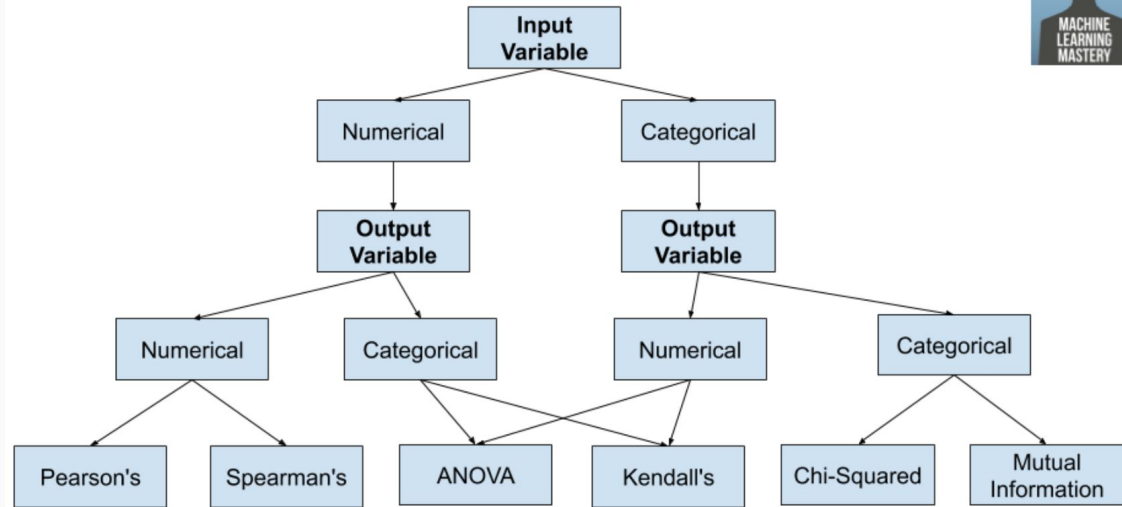 Input
Variable
MACHINE
LEARNING
MASTERY
Numerical
Categorical
Output
Variable
Output
Variable
Numerical
Categorical
Numerical
Categorical
Pearson's
Spearman's
ANOVA
Kendall's
Chi-Squared
Mutual
Information